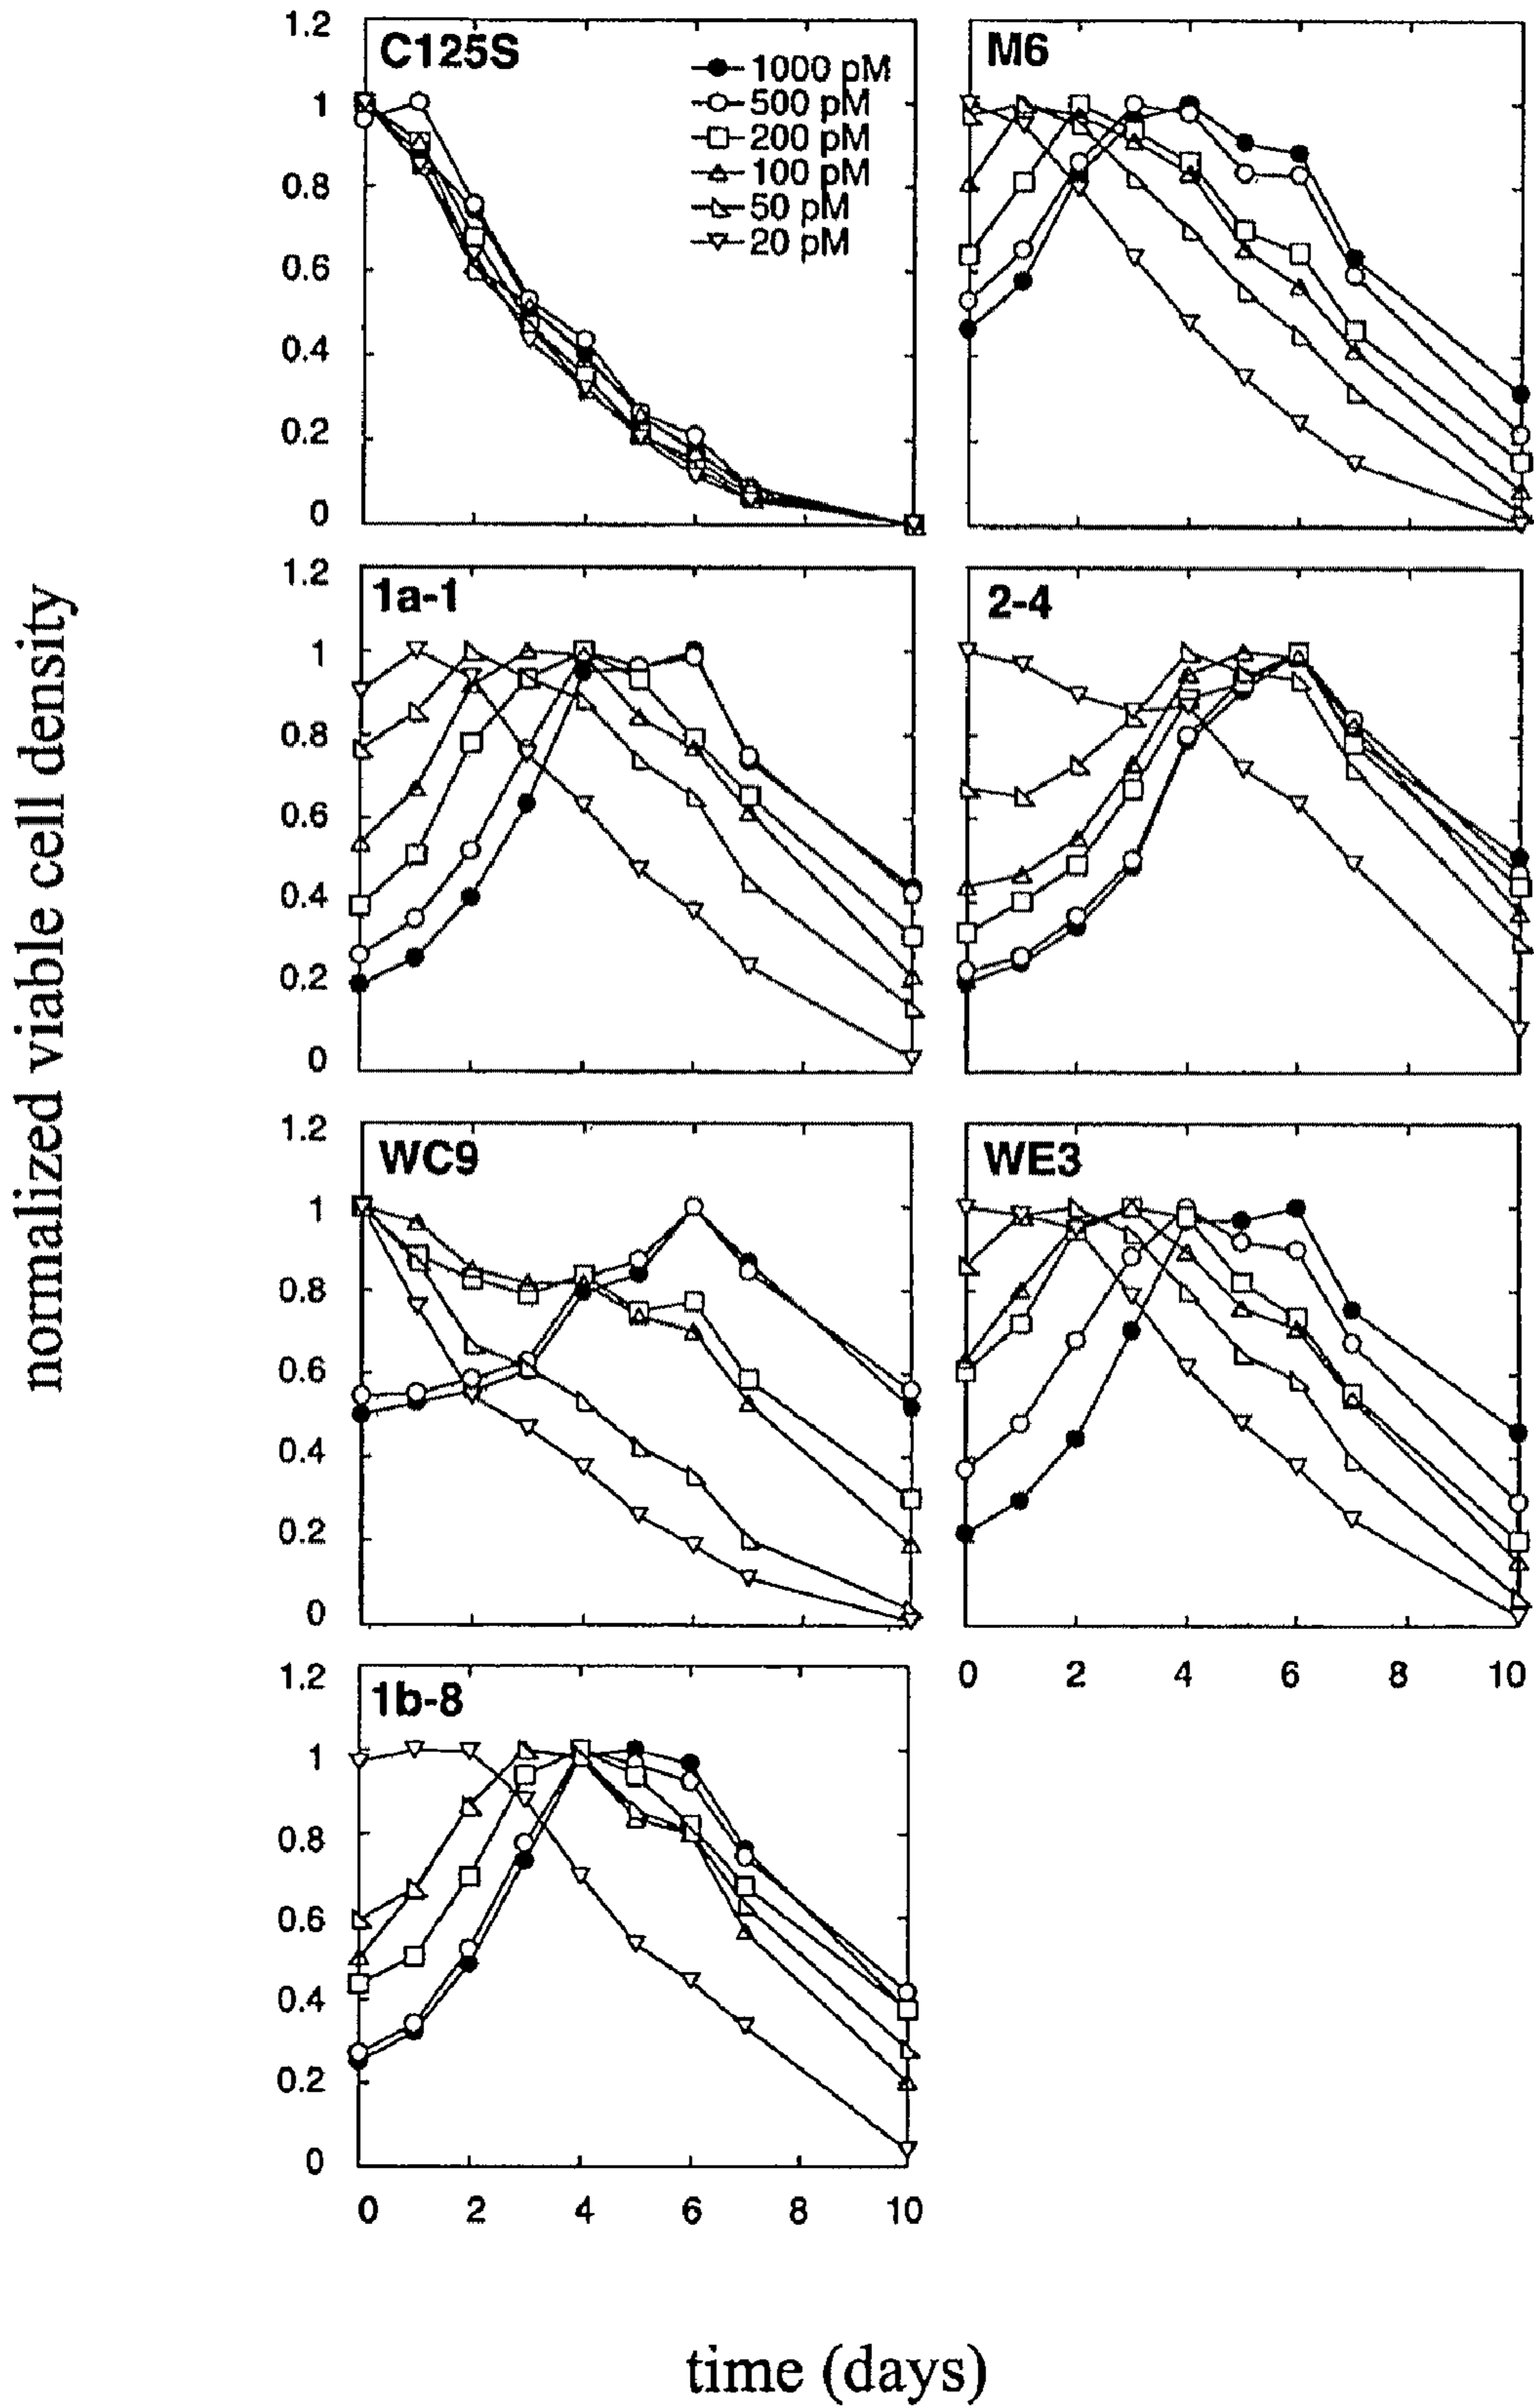 normalized viable cell density
C125S
1000 pM
500 pM
200 pM
100 pM
50 pM
20 pM
1.2
1
0.8
0.6
0.4
0.2
0
M6
1a-1
1.2
1
0.8
0.6
0.4
0.2
0
2-4
WC9
1.2
1
0.8
0.6
0.4
0.2
0
WE3
0 2 4 6 8 10
1b-8
1.2
1
0.8
0.6
0.4
0.2
0
0 2 4 6 8 10
time (days)